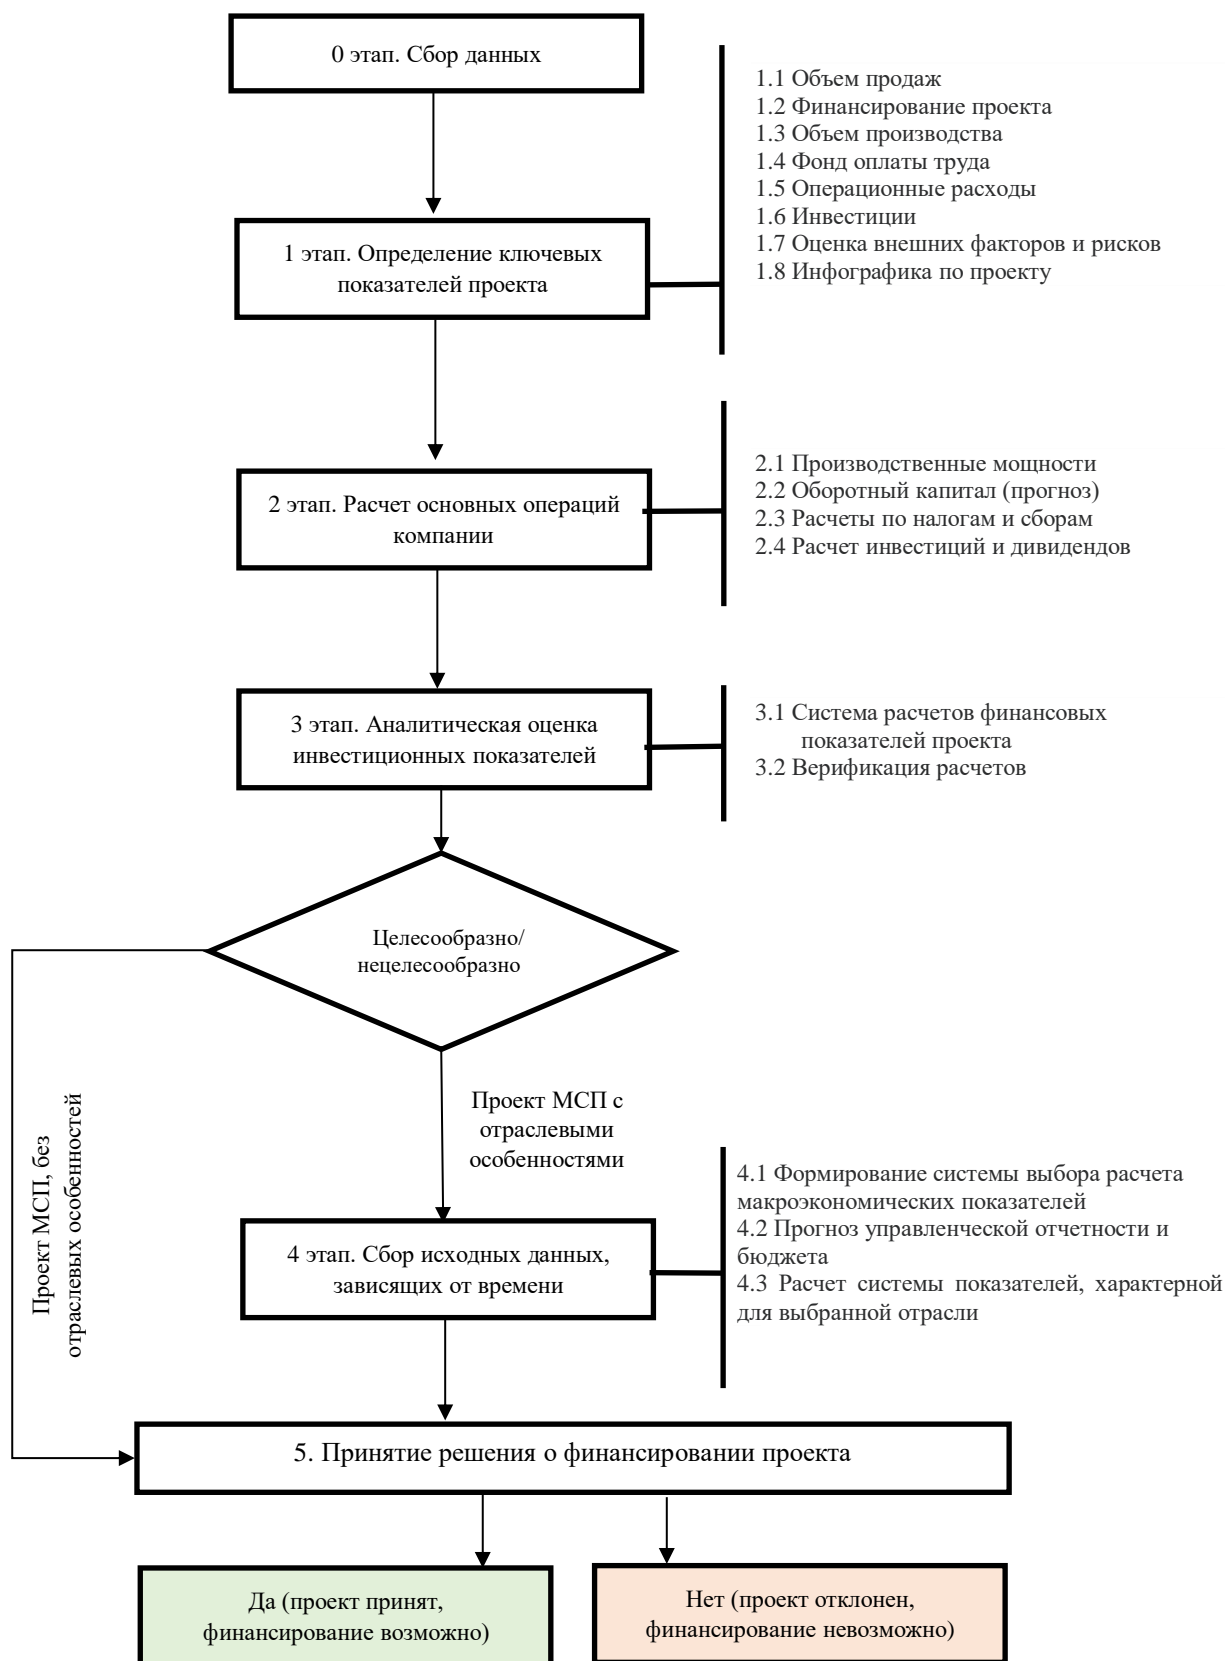 0 этап. Сбор данных
1.1 Объем продаж
1.2 Финансирование проекта
1.3 Объем производства
1.4 Фонд оплаты труда
1.5 Операционные расходы
1.6 Инвестиции
1.7 Оценка внешних факторов и рисков
1.8 Инфографика по проекту
1 этап. Определение ключевых
показателей проекта
2.1 Производственные мощности
2.2 Оборотный капитал (прогноз)
2.3 Расчеты по налогам и сборам
2.4 Расчет инвестиций и дивидендов
2 этап. Расчет основных операций
компании
3 этап. Аналитическая оценка
инвестиционных показателей
3.1 Система расчетов финансовых
показателей проекта
3.2 Верификация расчетов
Целесообразно/
нецелесообразно
Проект МСП, без
отраслевых особенностей
Проект МСП с
отраслевыми
особенностями
4.1 Формирование системы выбора расчета
макроэкономических показателей
4.2 Прогноз управленческой отчетности и
бюджета
4.3 Расчет системы показателей, характерной
для выбранной отрасли
4 этап. Сбор исходных данных,
зависящих от времени
5. Принятие решения о финансировании проекта
Да (проект принят,
финансирование возможно)
Нет (проект отклонен,
финансирование невозможно)